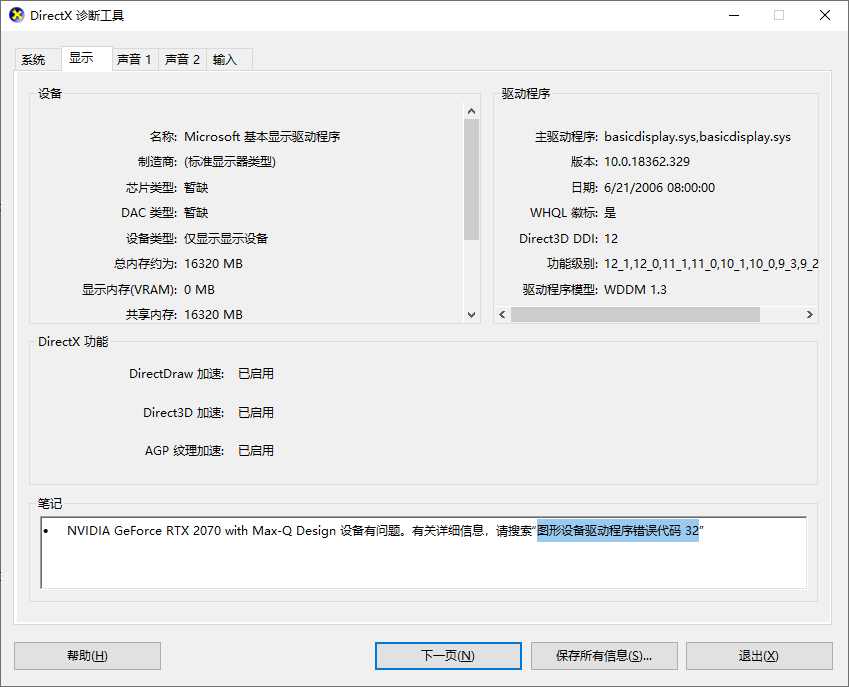 DirectX 诊断工具
系统 显示 声音 1 声音 2 输入
设备
名称: Microsoft 基本显示驱动程序
制造商: (标准显示器类型)
芯片类型: 暂缺
DAC 类型: 暂缺
设备类型: 仅显示显示设备
总内存约为: 16320 MB
显示内存(VRAM): 0 MB
共享内存: 16320 MB
驱动程序
主驱动程序: basicdisplay.sys,basicdisplay.sys
版本: 10.0.18362.329
日期: 6/21/2006 08:00:00
WHQL 徽标: 是
Direct3D DDI: 12
功能级别: 12_1,12_0,11_1,11_0,10_1,10_0,9_3,9_2
驱动程序模型: WDDM 1.3
DirectX 功能
DirectDraw 加速: 已启用
Direct3D 加速: 已启用
AGP 纹理加速: 已启用
笔记
• NVIDIA GeForce RTX 2070 with Max-Q Design 设备有问题。有关详细信息，请搜索“图形设备驱动程序错误代码 32”
帮助(H) 下一页(N) 保存所有信息(S)... 退出(X)